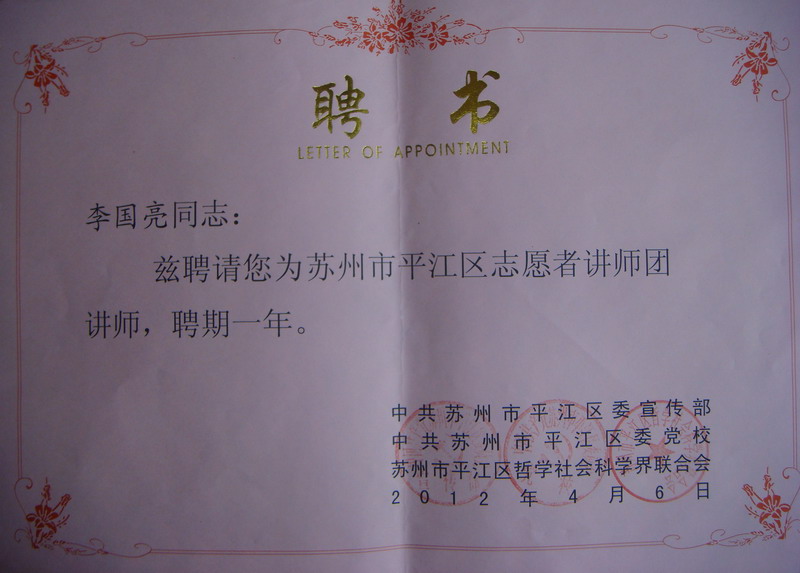 聘书
LETTER OF APPOINTMENT
李国亮同志：
兹聘请您为苏州市平江区志愿者讲师团
讲师，聘期一年。
中共苏州市平江区委宣传部
中共苏州市平江区委党校
苏州市平江区哲学社会科学界联合会
2012年4月6日